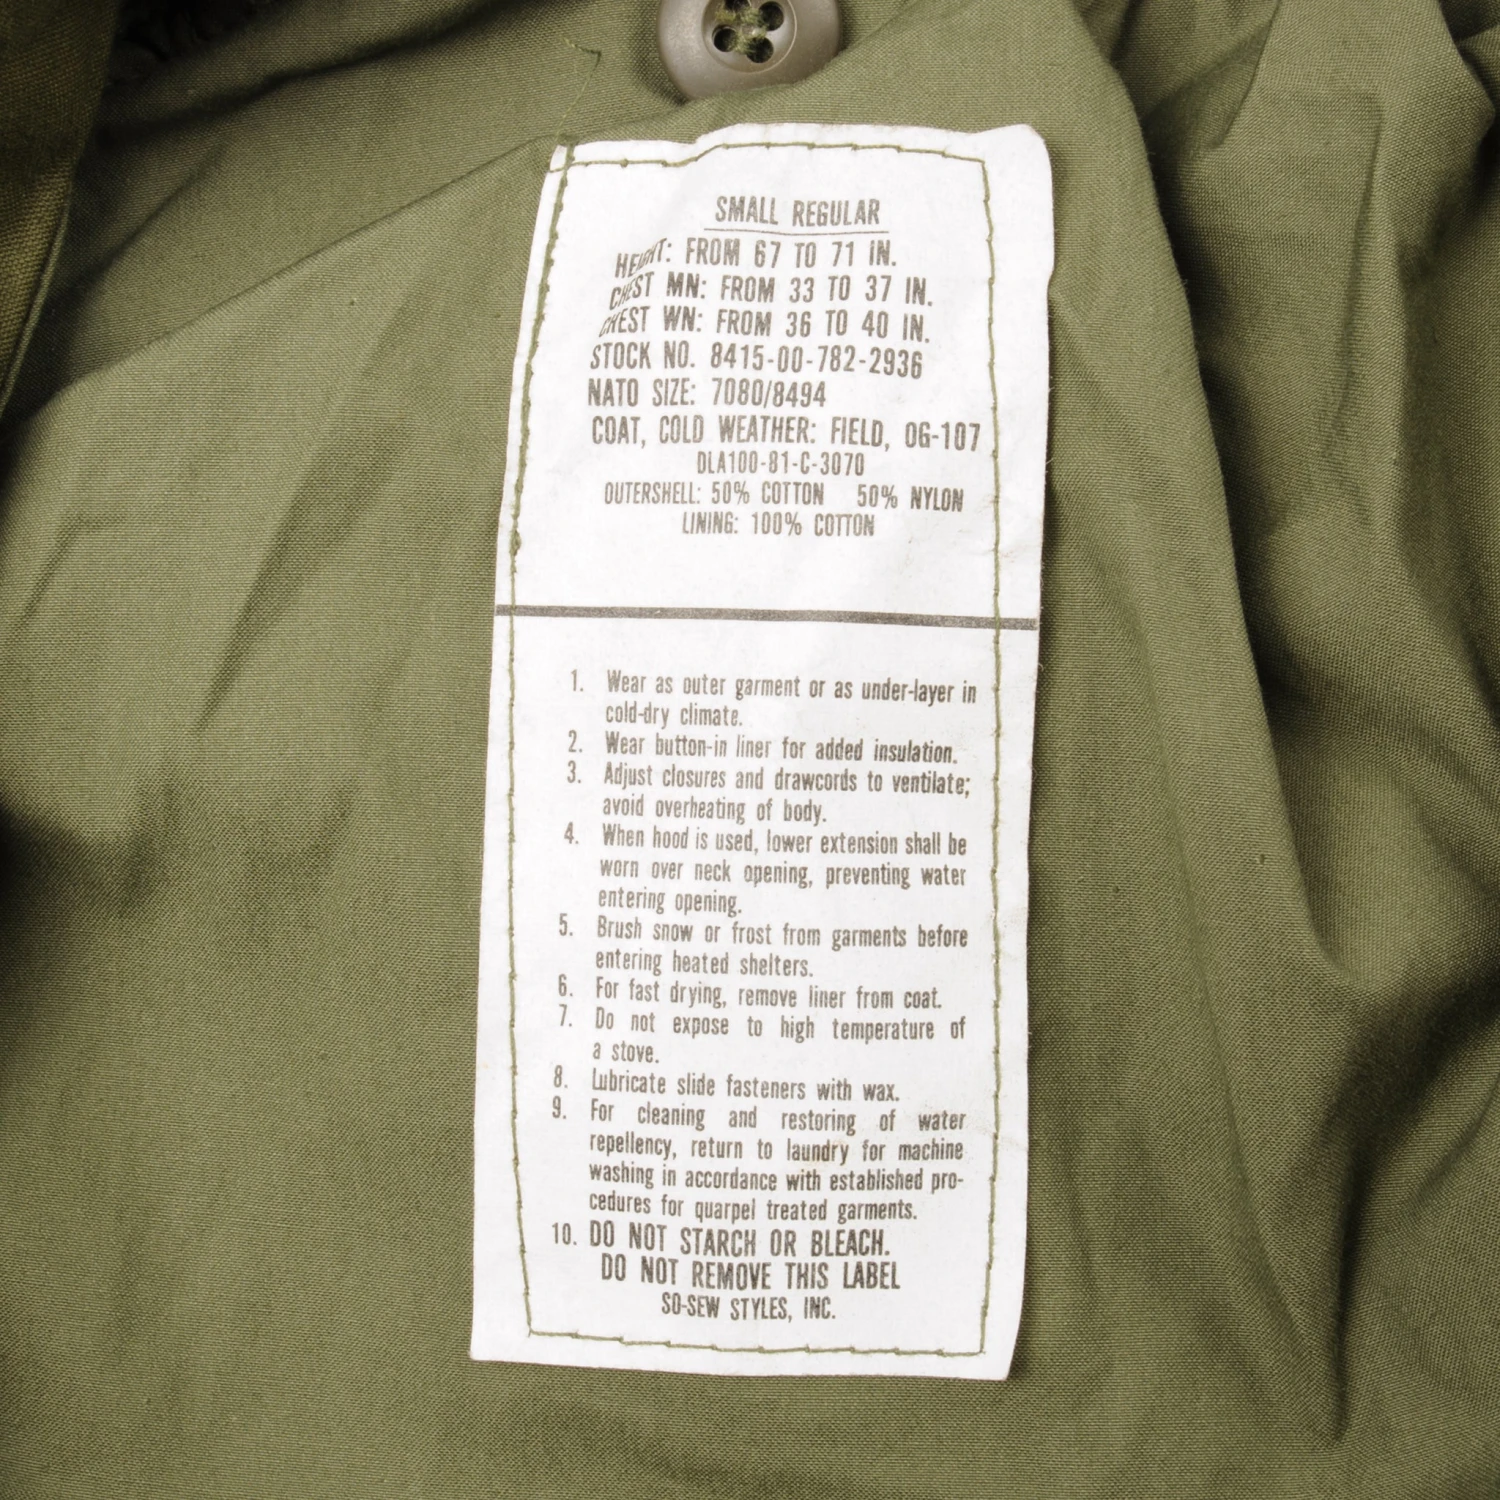 SMALL REGULAR
HEIGHT: FROM 67 TO 71 IN.
CHEST MN: FROM 33 TO 37 IN.
CHEST WN: FROM 36 TO 40 IN.
STOCK NO. 8415-00-782-2936
NATO SIZE: 7080/8494
COAT, COLD WEATHER: FIELD, OG-107
DLA100-81-C-3070
OUTERSHELL: 50% COTTON 50% NYLON
LINING: 100% COTTON
1. Wear as outer garment or as under-layer in
cold-dry climate.
2. Wear button-in liner for added insulation.
3. Adjust closures and drawcords to ventilate;
avoid overheating of body.
4. When hood is used, lower extension shall be
worn over neck opening, preventing water
entering opening.
5. Brush snow or frost from garments before
entering heated shelters.
6. For fast drying, remove liner from coat.
7. Do not expose to high temperature of
a stove.
8. Lubricate slide fasteners with wax.
9. For cleaning and restoring of water
repellency, return to laundry for machine
washing in accordance with established pro-
cedures for quarpel treated garments.
10. DO NOT STARCH OR BLEACH.
DO NOT REMOVE THIS LABEL
SO-SEW STYLES, INC.